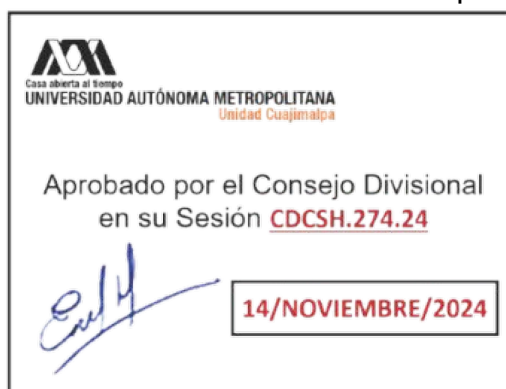 Casa abierta al tiempo
UNIVERSIDAD AUTÓNOMA METROPOLITANA
Unidad Cuajimalpa
Aprobado por el Consejo Divisional
en su Sesión CDCSH.274.24
14/NOVIEMBRE/2024